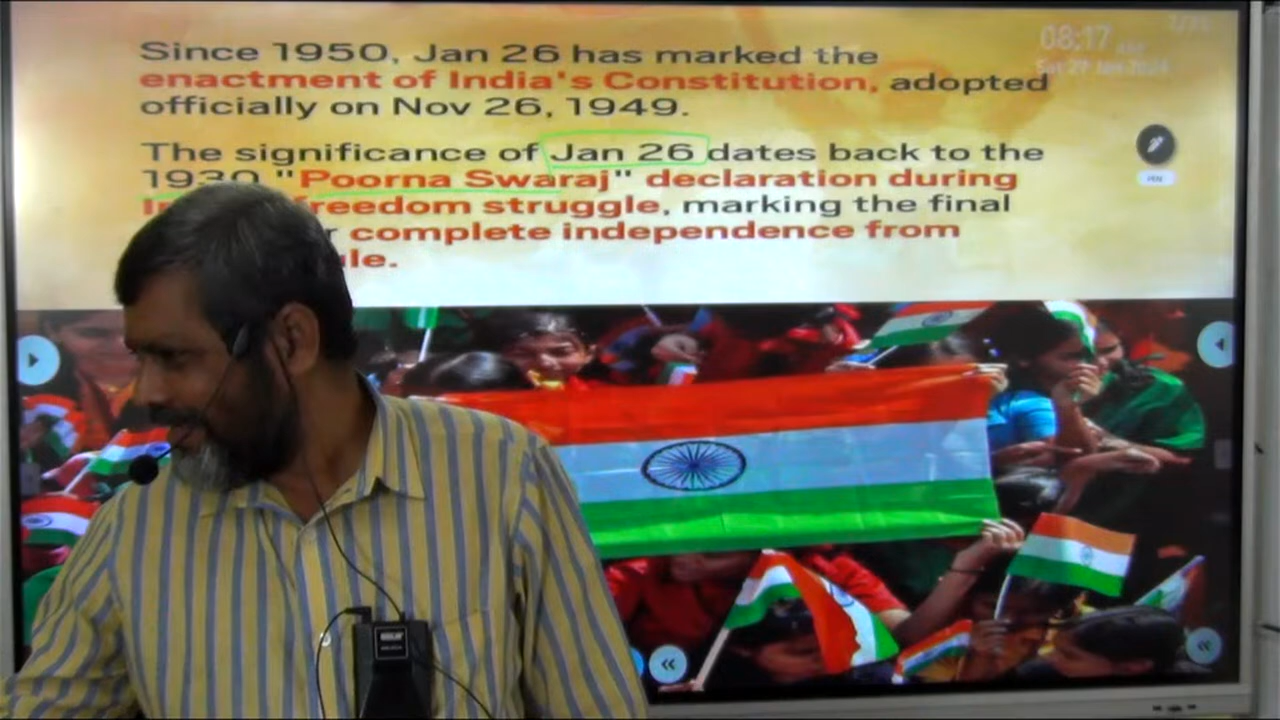 Since 1950, Jan 26 has marked the
08:17
enactment of India's Constitution, adopted
officially on Nov 26, 1949.
The significance of Jan 26 dates back to the
1930 "Poorna Swaraj" declaration during
freedom struggle, marking the final
complete independence from
PEN